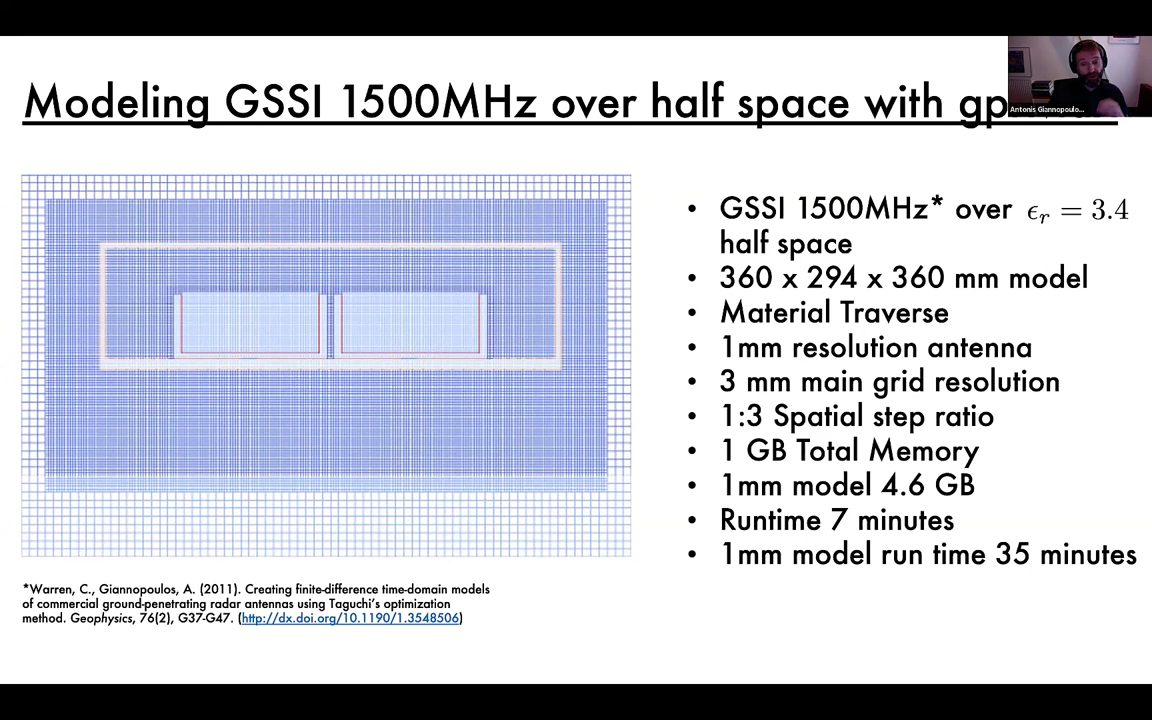 Modeling GSSI 1500MHz over half space with gp
Antonis Giannopoulo...
• GSSI 1500MHz* over ϵr = 3.4
half space
• 360 x 294 x 360 mm model
• Material Traverse
• 1mm resolution antenna
• 3 mm main grid resolution
• 1:3 Spatial step ratio
• 1 GB Total Memory
• 1mm model 4.6 GB
• Runtime 7 minutes
• 1mm model run time 35 minutes
*Warren, C., Giannopoulos, A. (2011). Creating finite-difference time-domain models
of commercial ground-penetrating radar antennas using Taguchi's optimization
method. Geophysics, 76(2), G37-G47. (http://dx.doi.org/10.1190/1.3548506)